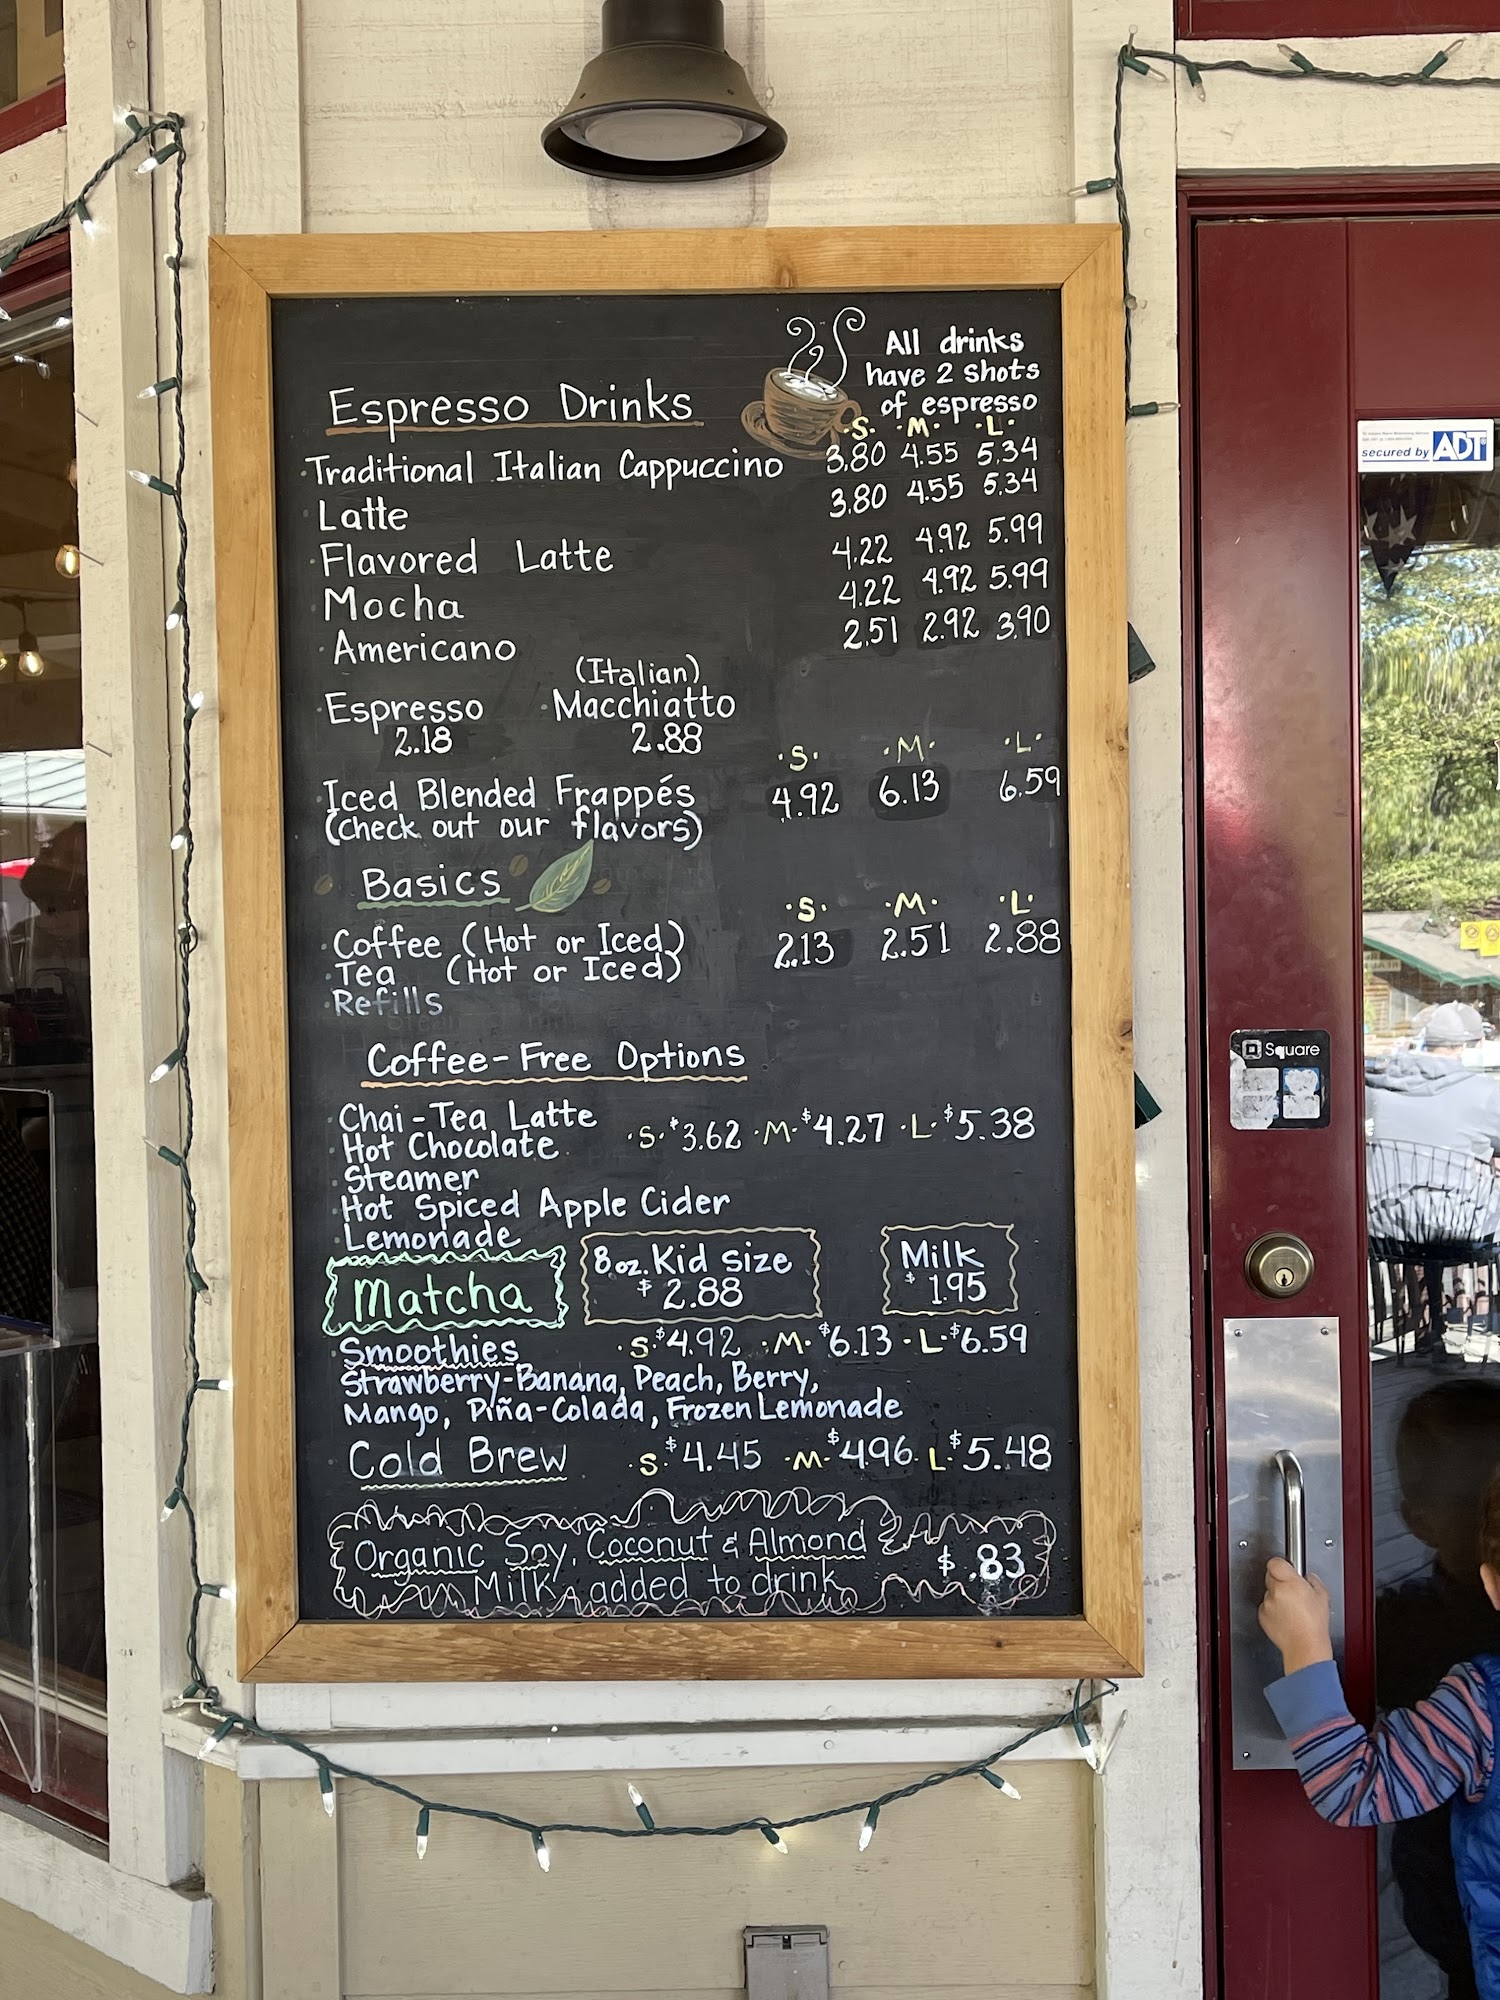 All drinks
have 2 shots
of espresso
Espresso Drinks
·S. ·M· ·L·
·Traditional Italian Cappuccino 3.80 4.55 5.34
·Latte 3.80 4.55 5.34
·Flavored Latte 4.22 4.92 5.99
·Mocha 4.22 4.92 5.99
·Americano 2.51 2.92 3.90
(Italian)
·Espresso ·Macchiatto
2.18 2.88
·S· ·M· ·L·
·Iced Blended Frappés 4.92 6.13 6.59
(check out our flavors)
Basics
·S· ·M· ·L·
·Coffee (Hot or Iced) 2.13 2.51 2.88
·Tea (Hot or Iced)
·Refills
Coffee-Free Options
·Chai-Tea Latte
·S·$3.62 ·M·$4.27 ·L·$5.38
·Hot Chocolate
·Steamer
·Hot Spiced Apple Cider
·Lemonade
Matcha
8oz. Kid size
$2.88
Milk
$1.95
·Smoothies ·S·$4.92 ·M·$6.13 ·L·$6.59
Strawberry-Banana, Peach, Berry,
Mango, Piña-Colada, Frozen Lemonade
·Cold Brew ·S·$4.45 ·M·$4.96 L·$5.48
Organic Soy, Coconut & Almond
Milk added to drink $.83
secured by ADT
Square